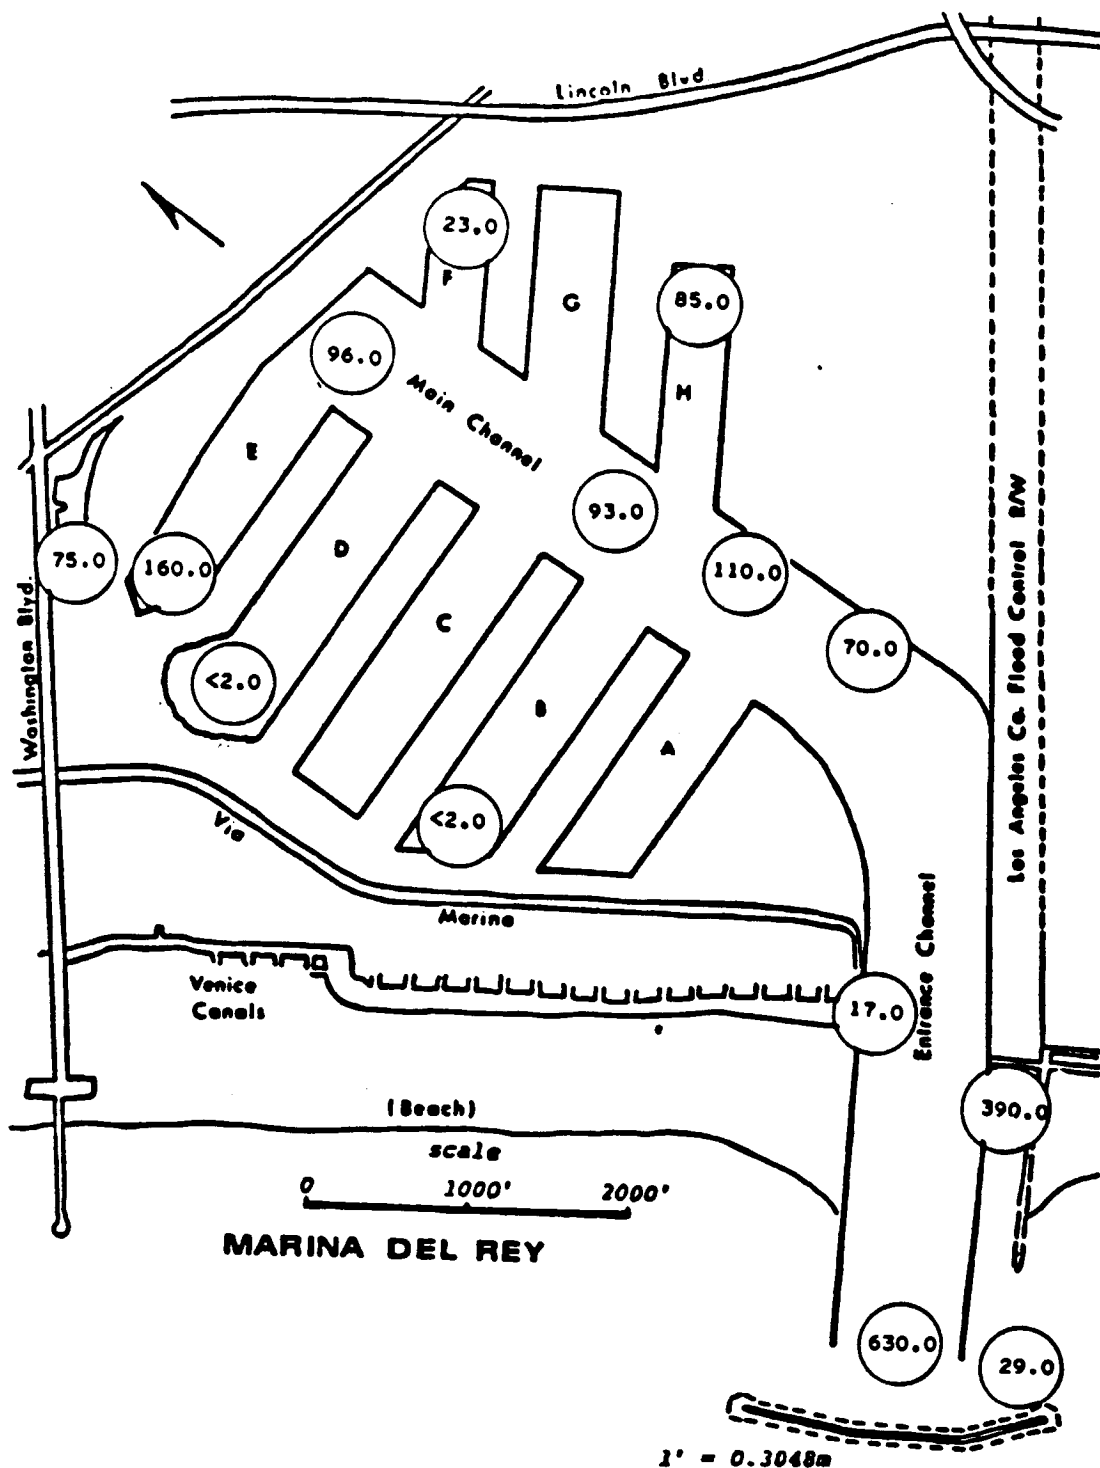 Lincoln Blvd
23.0
F
G
85.0
96.0
Main Channel
H
E
93.0
Los Angeles Co. Flood Control R/W
D
75.0
160.0
110.0
Washington Blvd.
C
70.0
<2.0
B
A
<2.0
Via
Marina
Entrance Channel
Venice
Canals
17.0
(Beach)
390.0
scale
0 1000' 2000'
MARINA DEL REY
630.0
29.0
1' = 0.3048m